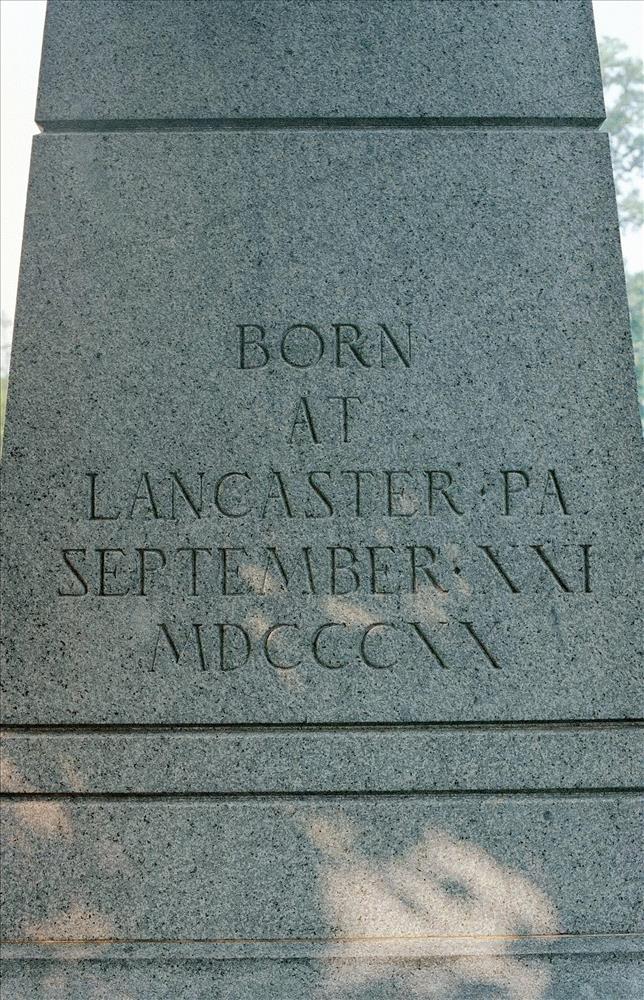 BORN
AT
LANCASTER · PA
SEPTEMBER · XXI
MDCCCXX